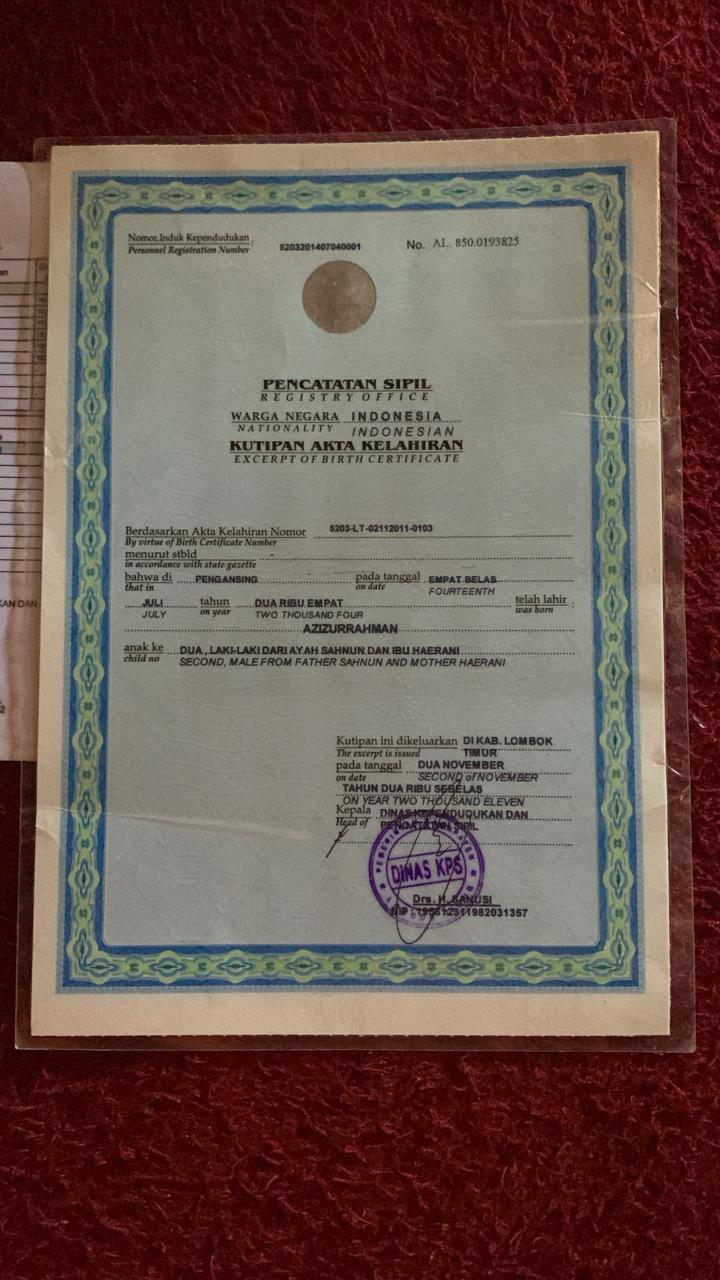 Nomor Induk Kependudukan : 5203201407040001 No. AL. 850.0193825
Personnel Registration Number
PENCATATAN SIPIL
REGISTRY OFFICE
WARGA NEGARA INDONESIA
NATIONALITY INDONESIAN
KUTIPAN AKTA KELAHIRAN
EXCERPT OF BIRTH CERTIFICATE
Berdasarkan Akta Kelahiran Nomor 5203-LT-02112011-0103
By virtue of Birth Certificate Number
menurut stbld -
in accordance with state gazette
bahwa di PENGANSING pada tanggal EMPAT BELAS
that in on date FOURTEENTH
JULI tahun DUA RIBU EMPAT telah lahir :
JULY on year TWO THOUSAND FOUR was born
AZIZURRAHMAN
anak ke DUA , LAKI-LAKI DARI AYAH SAHNUN DAN IBU HAERANI
child no SECOND, MALE FROM FATHER SAHNUN AND MOTHER HAERANI
Kutipan ini dikeluarkan DI KAB. LOMBOK
The excerpt is issued TIMUR
pada tanggal DUA NOVEMBER
on date SECOND of NOVEMBER
TAHUN DUA RIBU SEBELAS
ON YEAR TWO THOUSAND ELEVEN
Kepala DINAS KEPENDUDUKAN DAN
Head of PENCATATAN SIPIL
DINAS KPS
Drs. H. SANUSI
NIP : 195812311982031357
KAN DAN